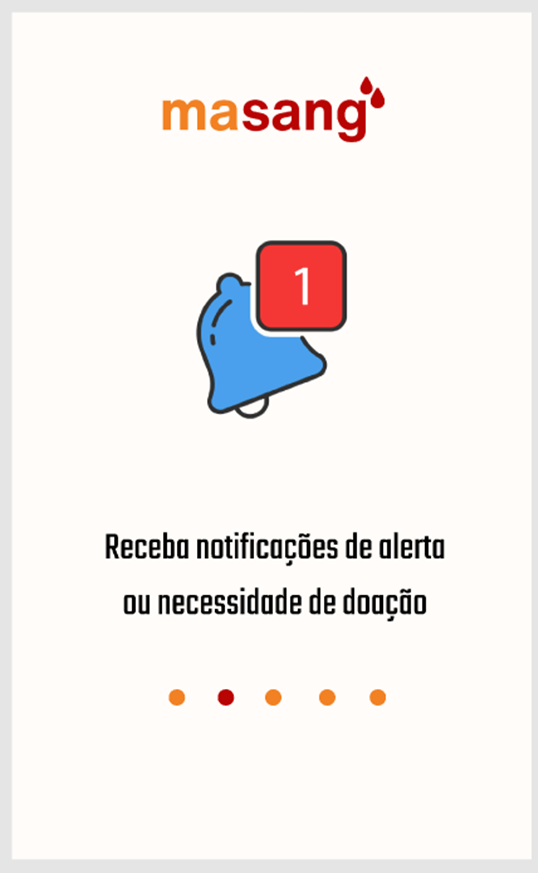 masang
1
Receba notificações de alerta
ou necessidade de doação